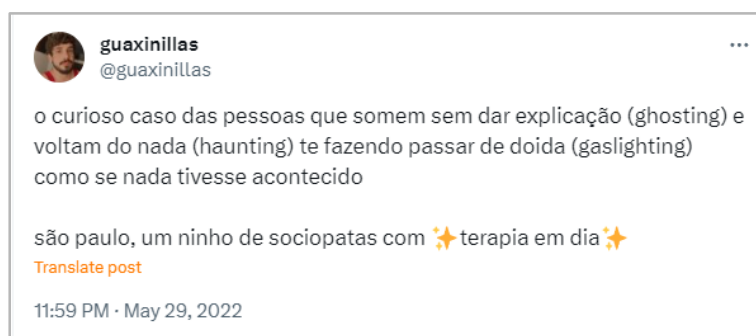 guaxinillas
@guaxinillas
o curioso caso das pessoas que somem sem dar explicação (ghosting) e
voltam do nada (haunting) te fazendo passar de doida (gaslighting)
como se nada tivesse acontecido
são paulo, um ninho de sociopatas com ✨terapia em dia✨
Translate post
11:59 PM · May 29, 2022